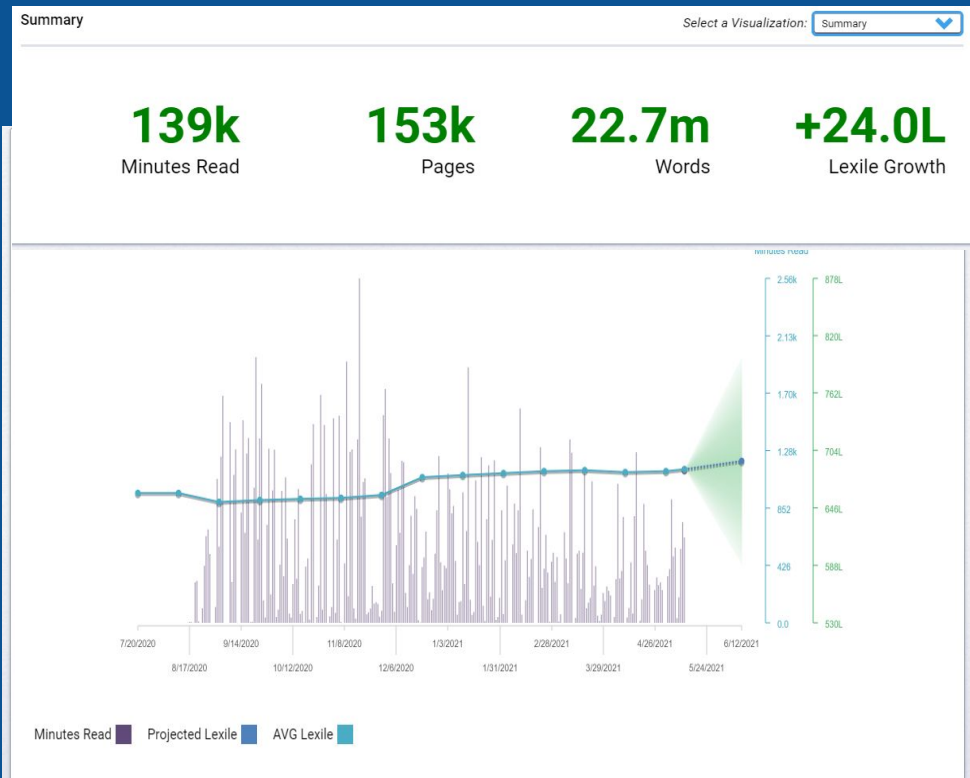 Summary
Select a Visualization: Summary
139k 153k 22.7m +24.0L
Minutes Read Pages Words Lexile Growth
Minutes Read
2.56k 878L
2.13k 820L
1.70k 762L
1.28k 704L
852 646L
426 588L
0.0 530L
7/20/2020 9/14/2020 11/8/2020 1/3/2021 2/28/2021 4/26/2021 6/12/2021
8/17/2020 10/12/2020 12/6/2020 1/31/2021 3/29/2021 5/24/2021
Minutes Read Projected Lexile AVG Lexile